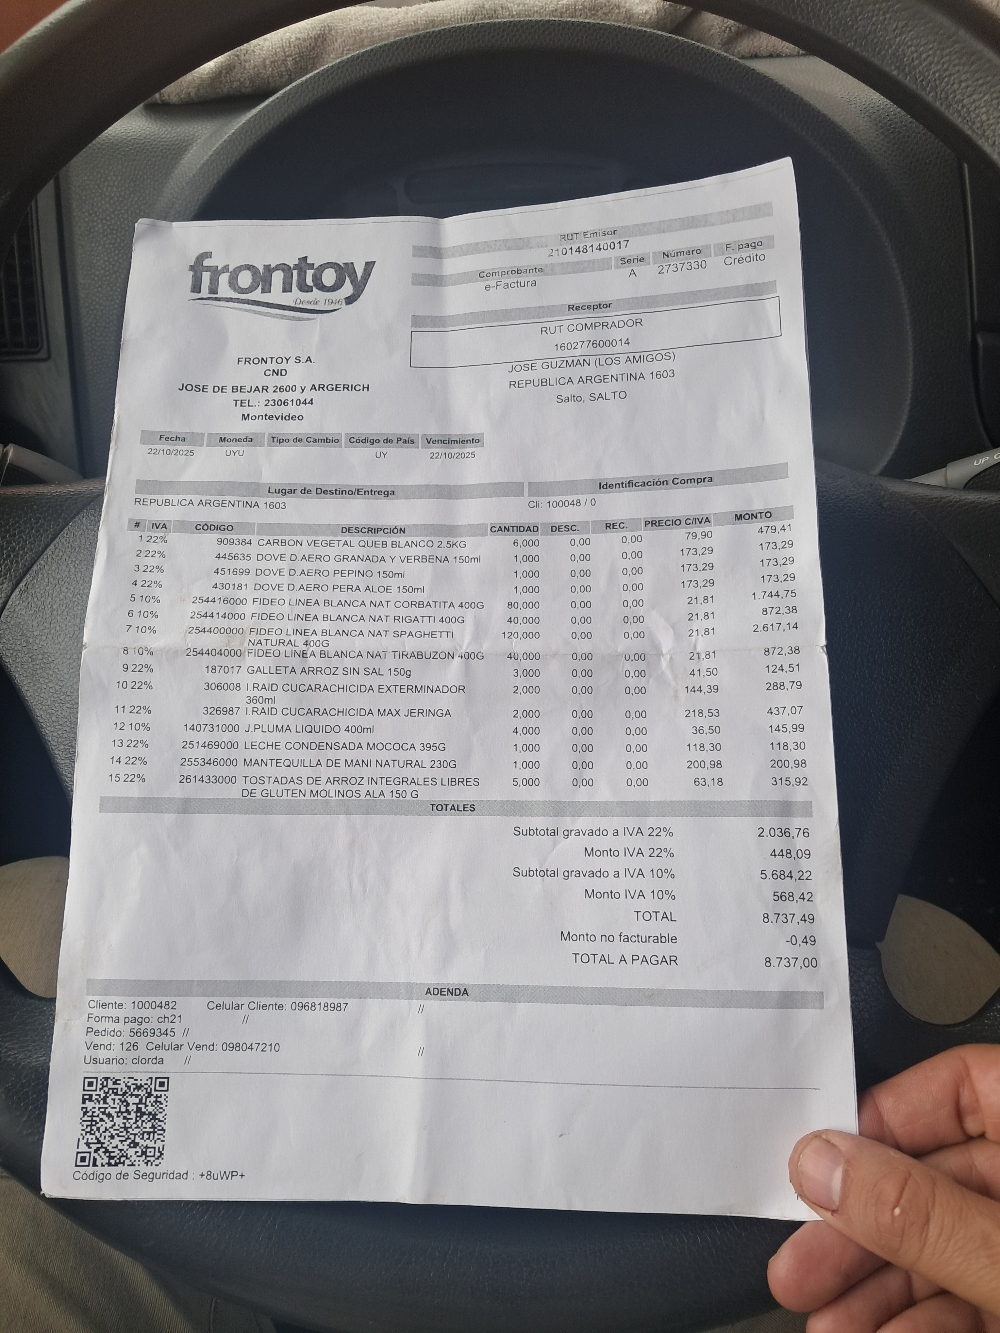 frontoy
Desde 1946
FRONTOY S.A.
CND
JOSE DE BEJAR 2600 y ARGERICH
TEL.: 23061044
Montevideo
RUT Emisor
210148140017
Comprobante Serie Número F. pago
e-Factura A 2737330 Crédito
Receptor
RUT COMPRADOR
160277600014
JOSE GUZMAN (LOS AMIGOS)
REPUBLICA ARGENTINA 1603
Salto, SALTO
Fecha Moneda Tipo de Cambio Código de País Vencimiento
22/10/2025 UYU UY 22/10/2025
Lugar de Destino/Entrega Identificación Compra
REPUBLICA ARGENTINA 1603 Cli: 100048 / 0
# IVA CÓDIGO DESCRIPCIÓN CANTIDAD DESC. REC. PRECIO C/IVA MONTO
1 22% 909384 CARBON VEGETAL QUEB BLANCO 2.5KG 6,000 0,00 0,00 79,90 479,41
2 22% 445635 DOVE D.AERO GRANADA Y VERBENA 150ml 1,000 0,00 0,00 173,29 173,29
3 22% 451699 DOVE D.AERO PEPINO 150ml 1,000 0,00 0,00 173,29 173,29
4 22% 430181 DOVE D.AERO PERA ALOE 150ml 1,000 0,00 0,00 173,29 173,29
5 10% 254416000 FIDEO LINEA BLANCA NAT CORBATITA 400G 80,000 0,00 0,00 21,81 1.744,75
6 10% 254414000 FIDEO LINEA BLANCA NAT RIGATTI 400G 40,000 0,00 0,00 21,81 872,38
7 10% 254400000 FIDEO LINEA BLANCA NAT SPAGHETTI 120,000 0,00 0,00 21,81 2.617,14
NATURAL 400G
8 10% 254404000 FIDEO LINEA BLANCA NAT TIRABUZON 400G 40,000 0,00 0,00 21,81 872,38
9 22% 187017 GALLETA ARROZ SIN SAL 150g 3,000 0,00 0,00 41,50 124,51
10 22% 306008 I.RAID CUCARACHICIDA EXTERMINADOR 2,000 0,00 0,00 144,39 288,79
360ml
11 22% 326987 I.RAID CUCARACHICIDA MAX JERINGA 2,000 0,00 0,00 218,53 437,07
12 10% 140731000 J.PLUMA LIQUIDO 400ml 4,000 0,00 0,00 36,50 145,99
13 22% 251469000 LECHE CONDENSADA MOCOCA 395G 1,000 0,00 0,00 118,30 118,30
14 22% 255346000 MANTEQUILLA DE MANI NATURAL 230G 1,000 0,00 0,00 200,98 200,98
15 22% 261433000 TOSTADAS DE ARROZ INTEGRALES LIBRES 5,000 0,00 0,00 63,18 315,92
DE GLUTEN MOLINOS ALA 150 G
TOTALES
Subtotal gravado a IVA 22% 2.036,76
Monto IVA 22% 448,09
Subtotal gravado a IVA 10% 5.684,22
Monto IVA 10% 568,42
TOTAL 8.737,49
Monto no facturable -0,49
TOTAL A PAGAR 8.737,00
ADENDA
Cliente: 1000482 Celular Cliente: 096818987 //
Forma pago: ch21 //
Pedido: 5669345 //
Vend: 126 Celular Vend: 098047210 //
Usuario: clorda //
Código de Seguridad : +8uWP+